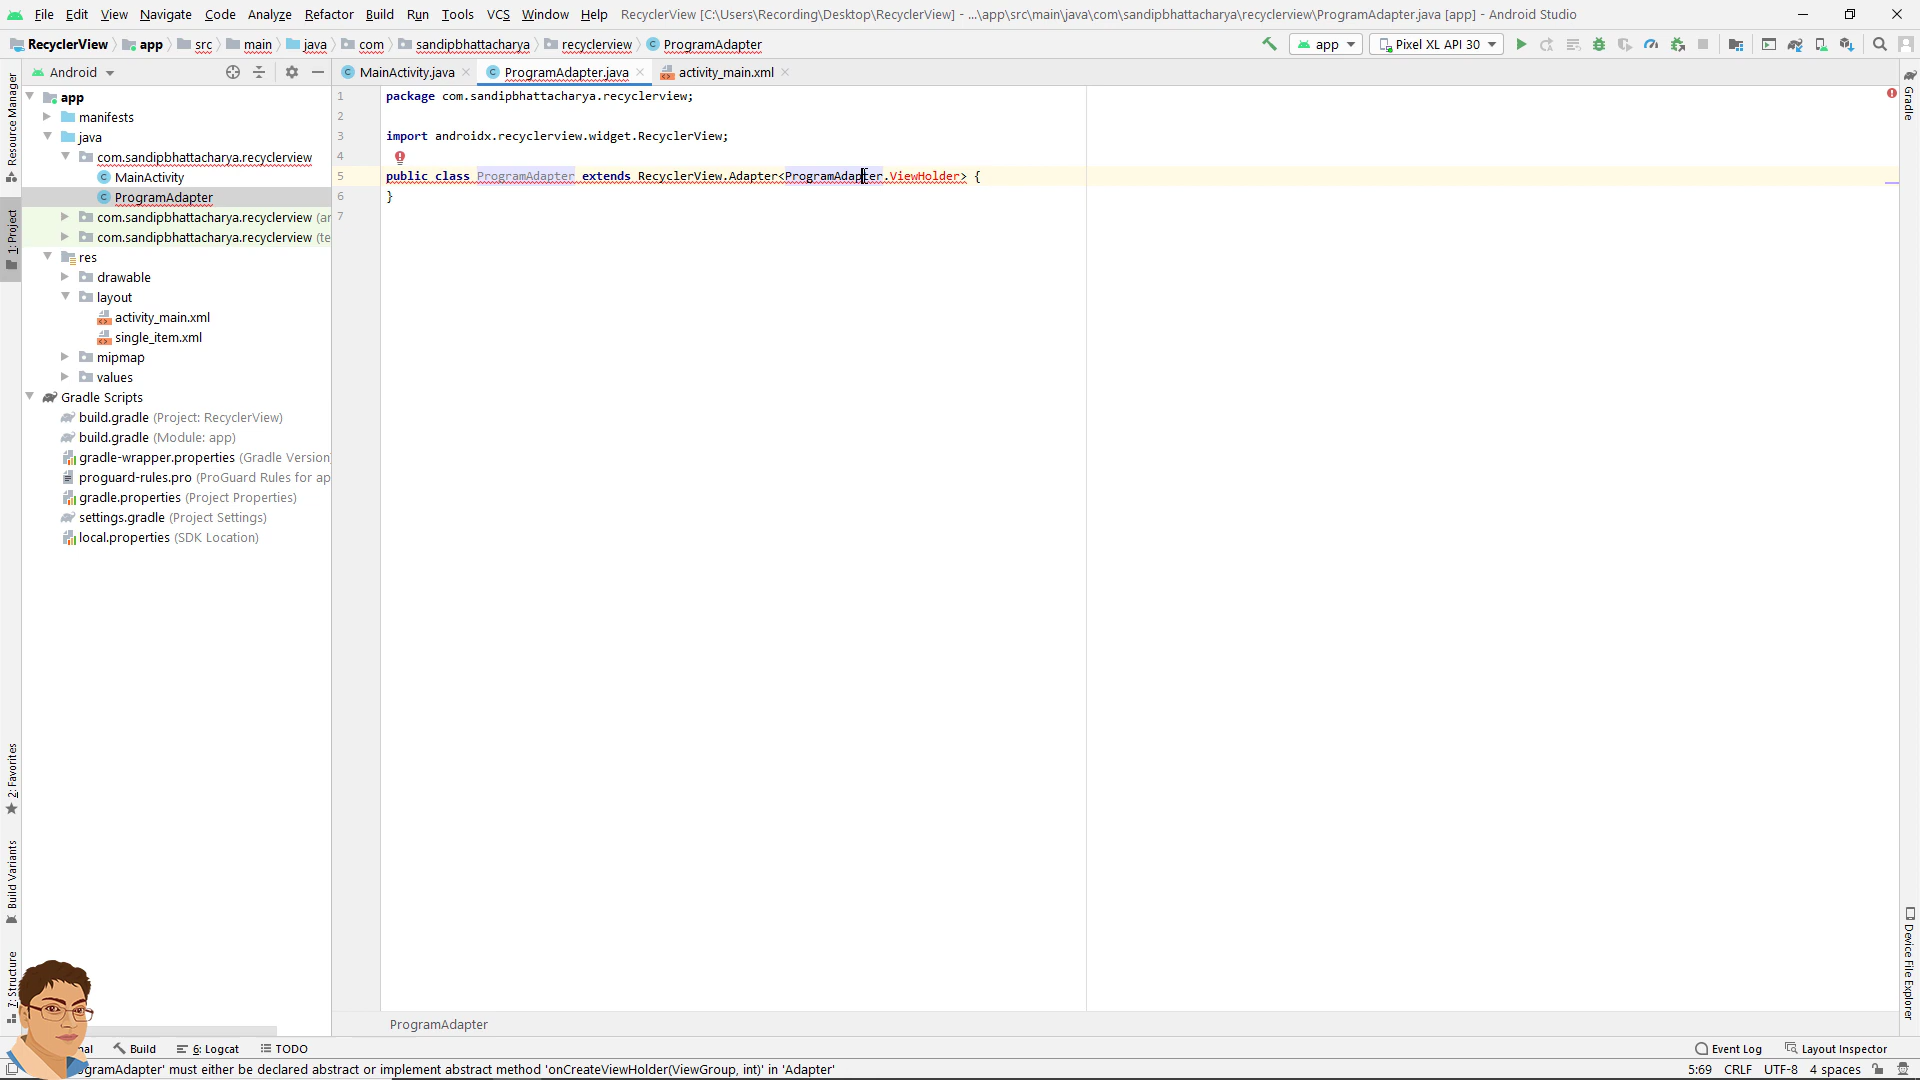 File Edit View Navigate Code Analyze Refactor Build Run Tools VCS Window Help RecyclerView [C:\Users\Recording\Desktop\RecyclerView] - ...\app\src\main\java\com\sandipbhattacharya\recyclerview\ProgramAdapter.java [app] - Android Studio
RecyclerView app src main java com sandipbhattacharya recyclerview ProgramAdapter app Pixel XL API 30
Android MainActivity.java ProgramAdapter.java activity_main.xml
Resource Manager
1: Project
2: Favorites
Build Variants
7: Structure
app
manifests
java
com.sandipbhattacharya.recyclerview
MainActivity
ProgramAdapter
com.sandipbhattacharya.recyclerview (ar
com.sandipbhattacharya.recyclerview (te
res
drawable
layout
activity_main.xml
single_item.xml
mipmap
values
Gradle Scripts
build.gradle (Project: RecyclerView)
build.gradle (Module: app)
gradle-wrapper.properties (Gradle Version)
proguard-rules.pro (ProGuard Rules for ap
gradle.properties (Project Properties)
settings.gradle (Project Settings)
local.properties (SDK Location)
1 package com.sandipbhattacharya.recyclerview;
2
3 import androidx.recyclerview.widget.RecyclerView;
4
5 public class ProgramAdapter extends RecyclerView.Adapter<ProgramAdapter.ViewHolder> {
6 }
7
Gradle
Device File Explorer
ProgramAdapter
nal Build 6: Logcat TODO Event Log Layout Inspector
ogramAdapter' must either be declared abstract or implement abstract method 'onCreateViewHolder(ViewGroup, int)' in 'Adapter' 5:69 CRLF UTF-8 4 spaces